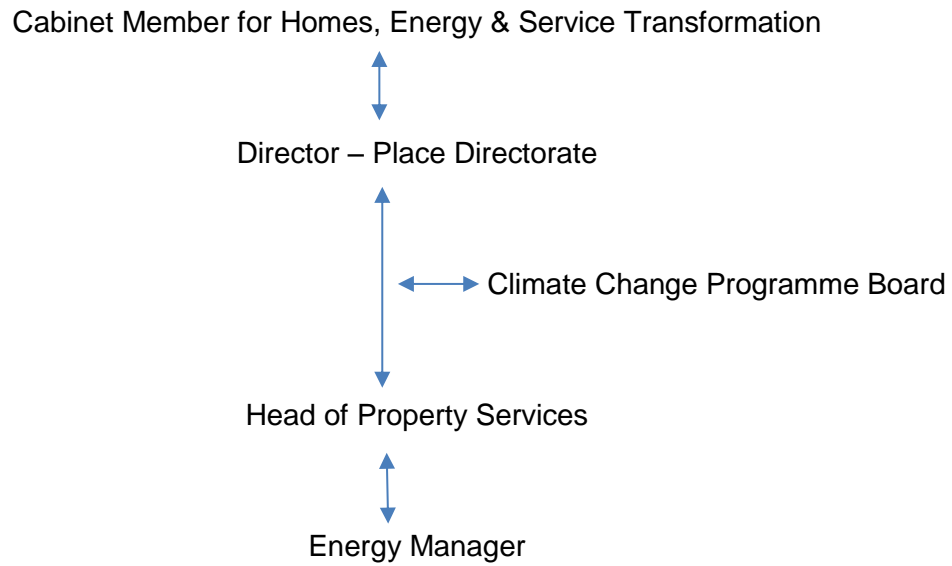 Cabinet Member for Homes, Energy & Service Transformation
Director – Place Directorate
Climate Change Programme Board
Head of Property Services
Energy Manager